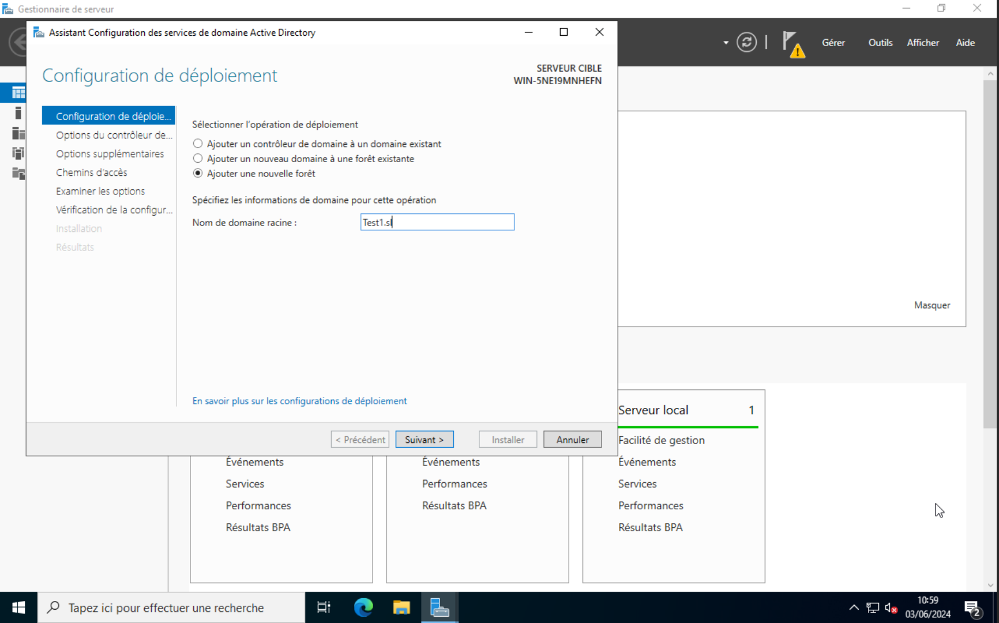 Gestionnaire de serveur
Assistant Configuration des services de domaine Active Directory
Gérer
Outils
Afficher
Aide
Configuration de déploiement
SERVEUR CIBLE
WIN-5NE19MNHEFN
Configuration de déploie...
Options du contrôleur de...
Options supplémentaires
Chemins d'accès
Examiner les options
Vérification de la configur...
Installation
Résultats
Sélectionner l'opération de déploiement
Ajouter un contrôleur de domaine à un domaine existant
Ajouter un nouveau domaine à une forêt existante
Ajouter une nouvelle forêt
Spécifiez les informations de domaine pour cette opération
Nom de domaine racine :
Test1.sl
En savoir plus sur les configurations de déploiement
< Précédent
Suivant >
Installer
Annuler
Masquer
Événements
Services
Performances
Résultats BPA
Événements
Performances
Résultats BPA
Serveur local 1
Facilité de gestion
Événements
Services
Performances
Résultats BPA
Tapez ici pour effectuer une recherche
10:59
03/06/2024
2